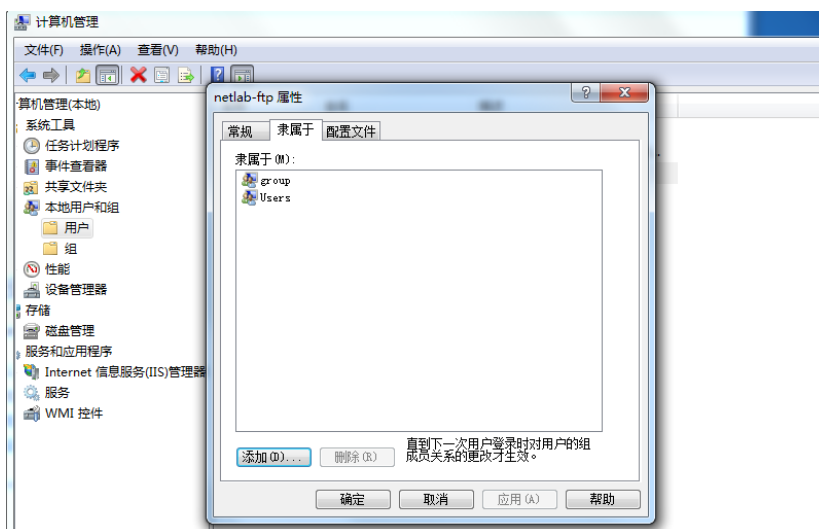 计算机管理
文件(F) 操作(A) 查看(V) 帮助(H)
算机管理(本地)
系统工具
任务计划程序
事件查看器
共享文件夹
本地用户和组
用户
组
性能
设备管理器
存储
磁盘管理
服务和应用程序
Internet 信息服务(IIS)管理器
服务
WMI 控件
netlab-ftp 属性
常规 隶属于 配置文件
隶属于(M):
group
Users
添加(D)... 删除(R)
直到下一次用户登录时对用户的组
成员关系的更改才生效。
确定 取消 应用(A) 帮助